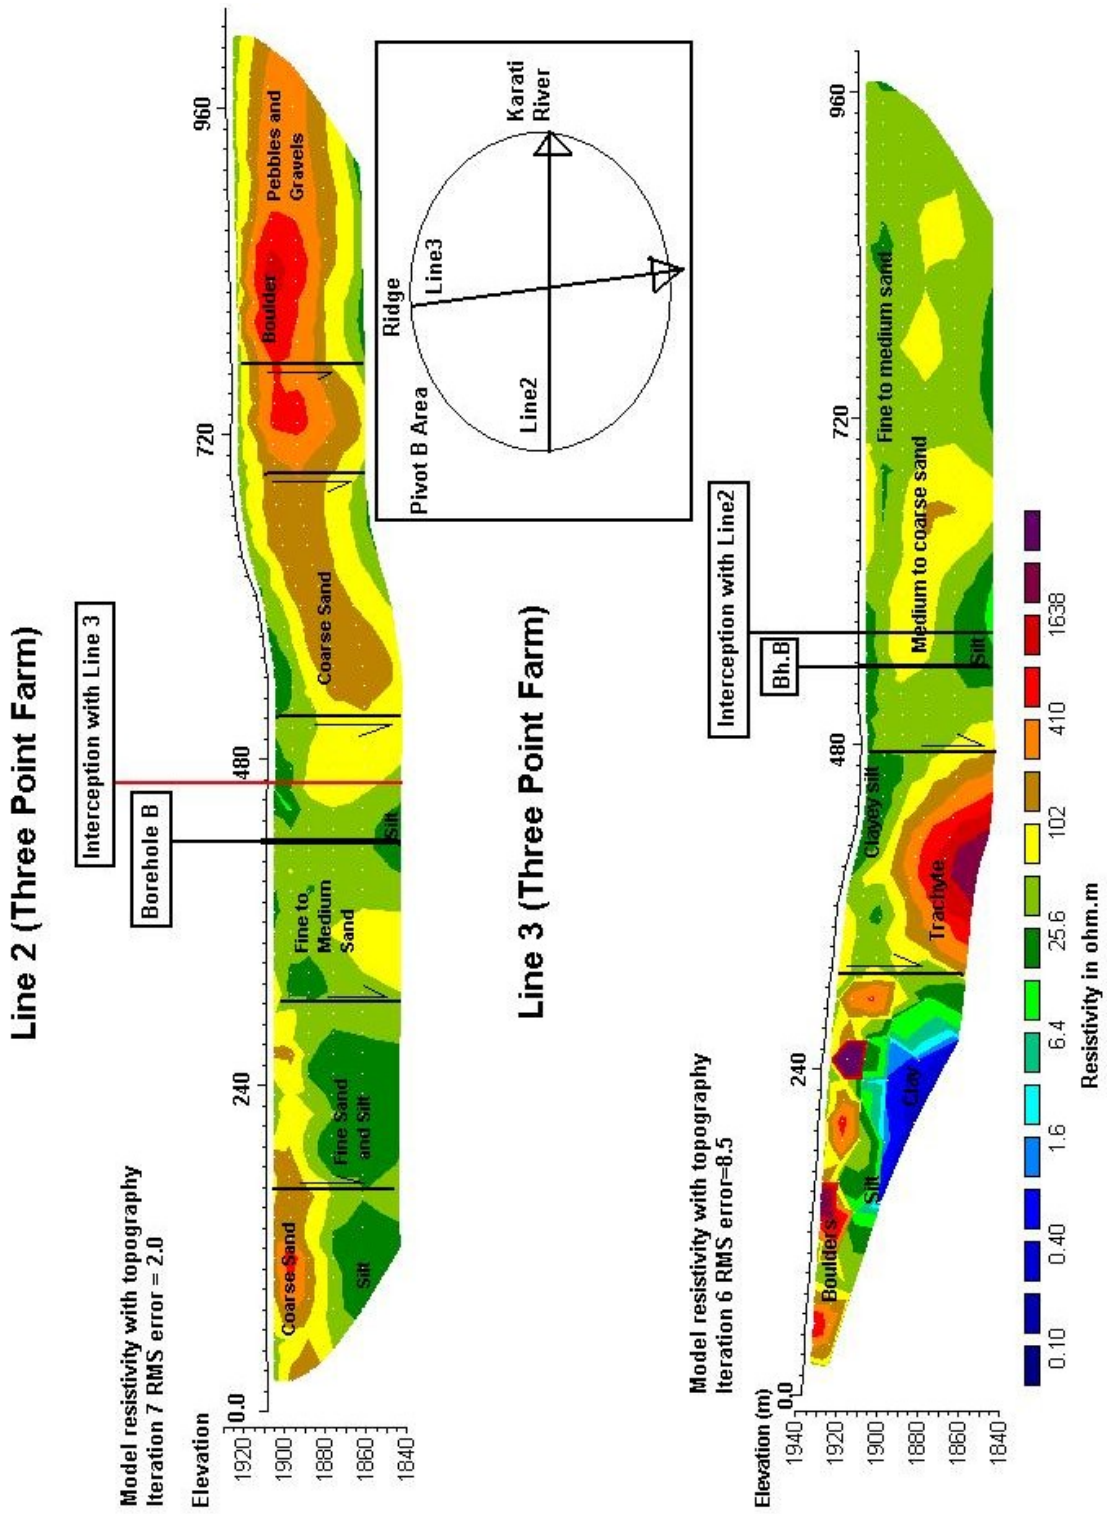 Line 2 (Three Point Farm)
Model resistivity with topography
Iteration 7 RMS error = 2.0
Interception with Line 3
Borehole B
Elevation
0.0
240
480
720
960
1920
1900
1880
1860
1840
Coarse Sand
Silt
Fine Sand
and Silt
Fine to
Medium
Sand
Silt
Coarse Sand
Boulder
Pebbles and
Gravels
Pivot B Area
Ridge
Line2
Line3
Karati
River
Line 3 (Three Point Farm)
Model resistivity with topography
Iteration 6 RMS error=8.5
Interception with Line2
Bh.B
Elevation (m)
0.0
240
480
720
960
1940
1920
1900
1880
1860
1840
Boulders
Silt
Clay
Trachyte
Clayey silt
Silt
Medium to coarse sand
Fine to medium sand
0.10
0.40
1.6
6.4
25.6
102
410
1638
Resistivity in ohm.m